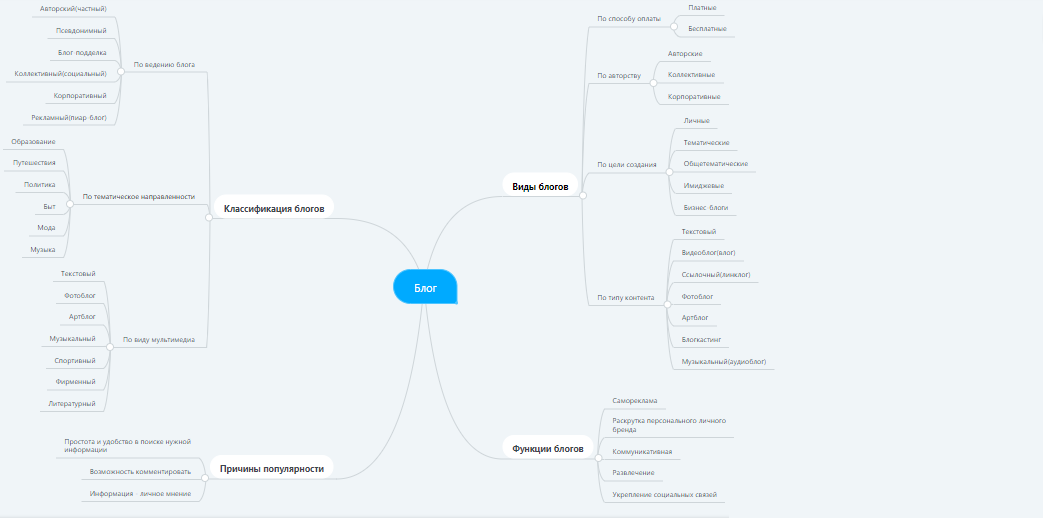 Блог
Классификация блогов
По ведению блога
Авторский(частный)
Псевдонимный
Блог-подделка
Коллективный(социальный)
Корпоративный
Рекламный(пиар-блог)
По тематическое направленности
Образование
Путешествия
Политика
Быт
Мода
Музыка
По виду мультимедиа
Текстовый
Фотоблог
Артблог
Музыкальный
Спортивный
Фирменный
Литературный
Причины популярности
Простота и удобство в поиске нужной
информации
Возможность комментировать
Информация - личное мнение
Виды блогов
По способу оплаты
Платные
Бесплатные
По авторству
Авторские
Коллективные
Корпоративные
По цели создания
Личные
Тематические
Общетематические
Имиджевые
Бизнес-блоги
По типу контента
Текстовый
Видеоблог(влог)
Ссылочный(линклог)
Фотоблог
Артблог
Блогкастинг
Музыкальный(аудиоблог)
Функции блогов
Самореклама
Раскрутка персонального личного
бренда
Коммуникативная
Развлечение
Укрепление социальных связей